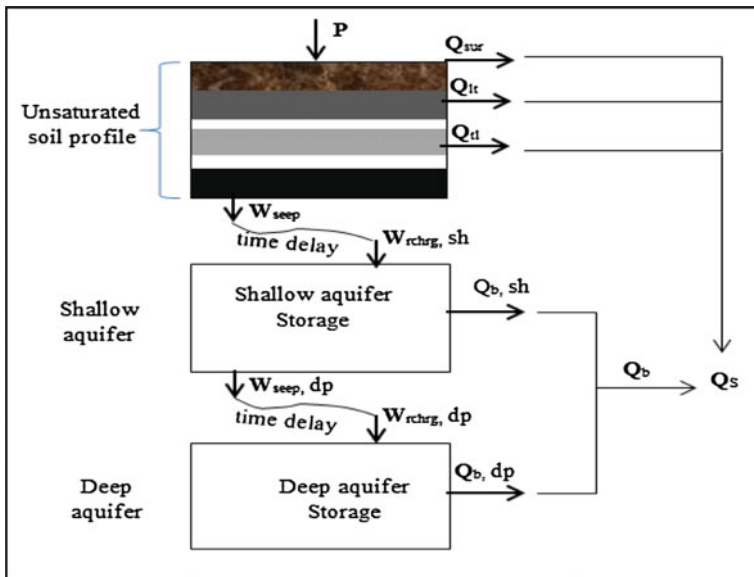 P
Qsur
Qlt
Unsaturated
soil profile
Qtl
Wseep
time delay
Wrchrg, sh
Shallow
aquifer
Shallow aquifer
Storage
Qb, sh
Qb
Qs
Wseep, dp
time delay
Wrchrg, dp
Deep
aquifer
Deep aquifer
Storage
Qb, dp